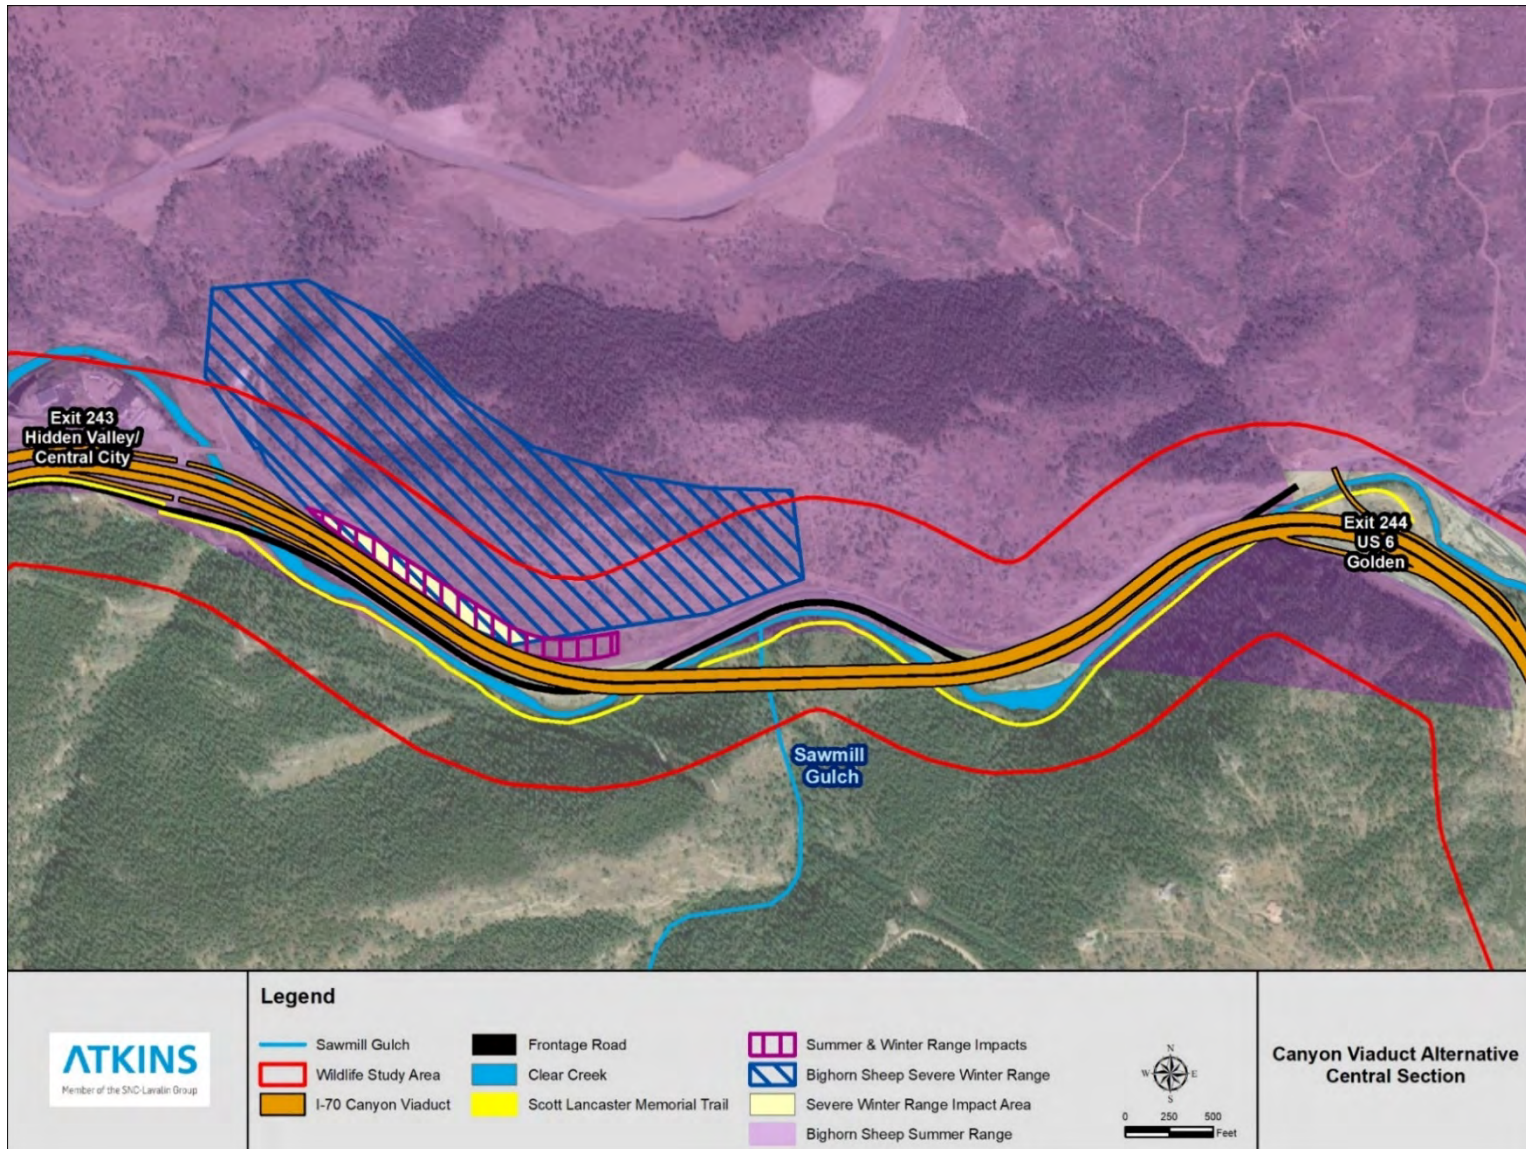 Exit 243
Hidden Valley/
Central City
Exit 244
US 6
Golden
Sawmill
Gulch
ATKINS
Member of the SNC-Lavalin Group
Legend
Sawmill Gulch
Wildlife Study Area
I-70 Canyon Viaduct
Frontage Road
Clear Creek
Scott Lancaster Memorial Trail
Summer & Winter Range Impacts
Bighorn Sheep Severe Winter Range
Severe Winter Range Impact Area
Bighorn Sheep Summer Range
N
W E
S
0 250 500
Feet
Canyon Viaduct Alternative
Central Section